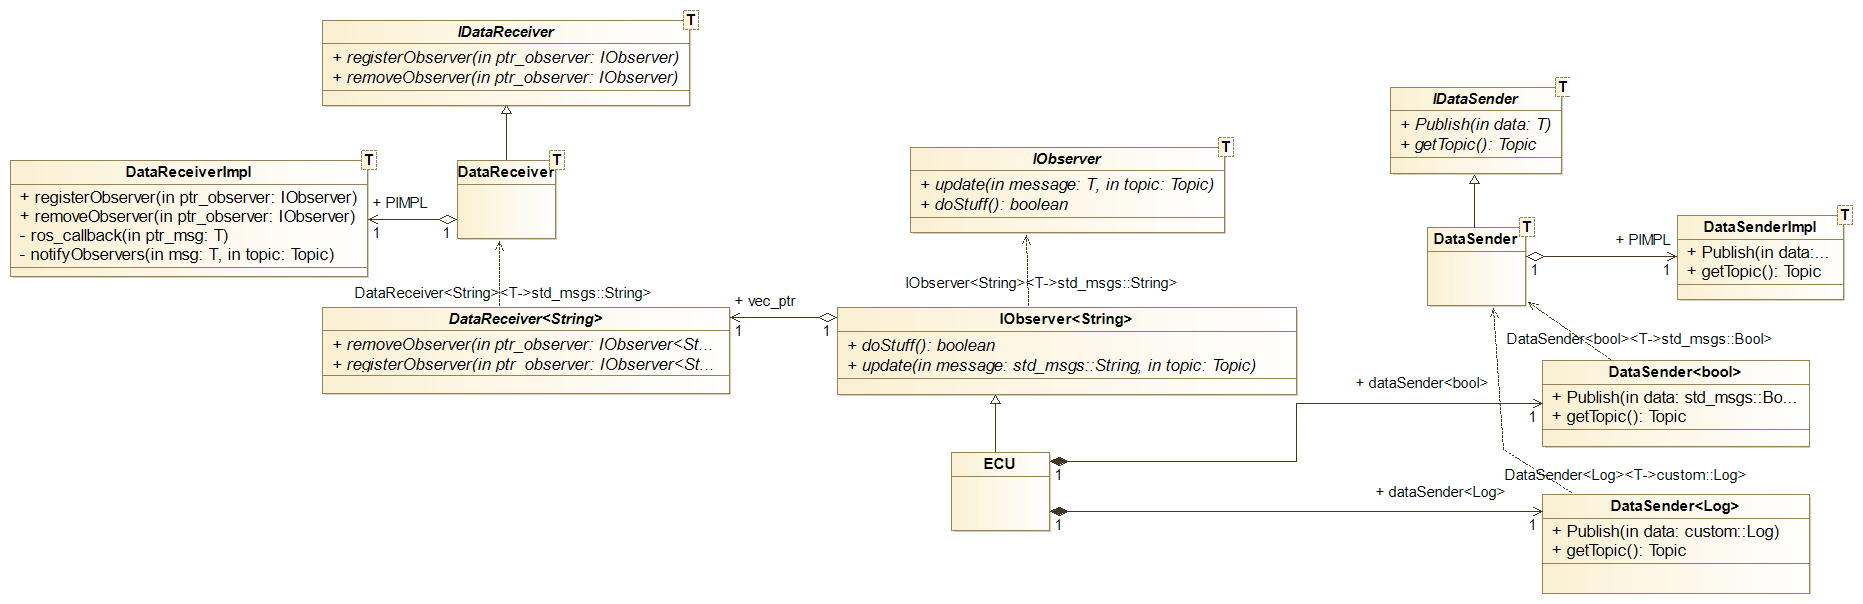 T
IDataReceiver
+ registerObserver(in ptr_observer: IObserver)
+ removeObserver(in ptr_observer: IObserver)
T
DataReceiverImpl
+ registerObserver(in ptr_observer: IObserver)
+ removeObserver(in ptr_observer: IObserver)
- ros_callback(in ptr_msg: T)
- notifyObservers(in msg: T, in topic: Topic)
+ PIMPL
1
1
T
DataReceiver
DataReceiver<String><T->std_msgs::String>
DataReceiver<String>
+ removeObserver(in ptr_observer: IObserver<St...
+ registerObserver(in ptr_observer: IObserver<St...
+ vec_ptr
1
1
T
IObserver
+ update(in message: T, in topic: Topic)
+ doStuff(): boolean
IObserver<String><T->std_msgs::String>
IObserver<String>
+ doStuff(): boolean
+ update(in message: std_msgs::String, in topic: Topic)
ECU
1
1
+ dataSender<bool>
1
+ dataSender<Log>
1
T
IDataSender
+ Publish(in data: T)
+ getTopic(): Topic
T
DataSender
+ PIMPL
1
1
T
DataSenderImpl
+ Publish(in data:...
+ getTopic(): Topic
DataSender<bool><T->std_msgs::Bool>
DataSender<bool>
+ Publish(in data: std_msgs::Bo...
+ getTopic(): Topic
DataSender<Log><T->custom::Log>
DataSender<Log>
+ Publish(in data: custom::Log)
+ getTopic(): Topic